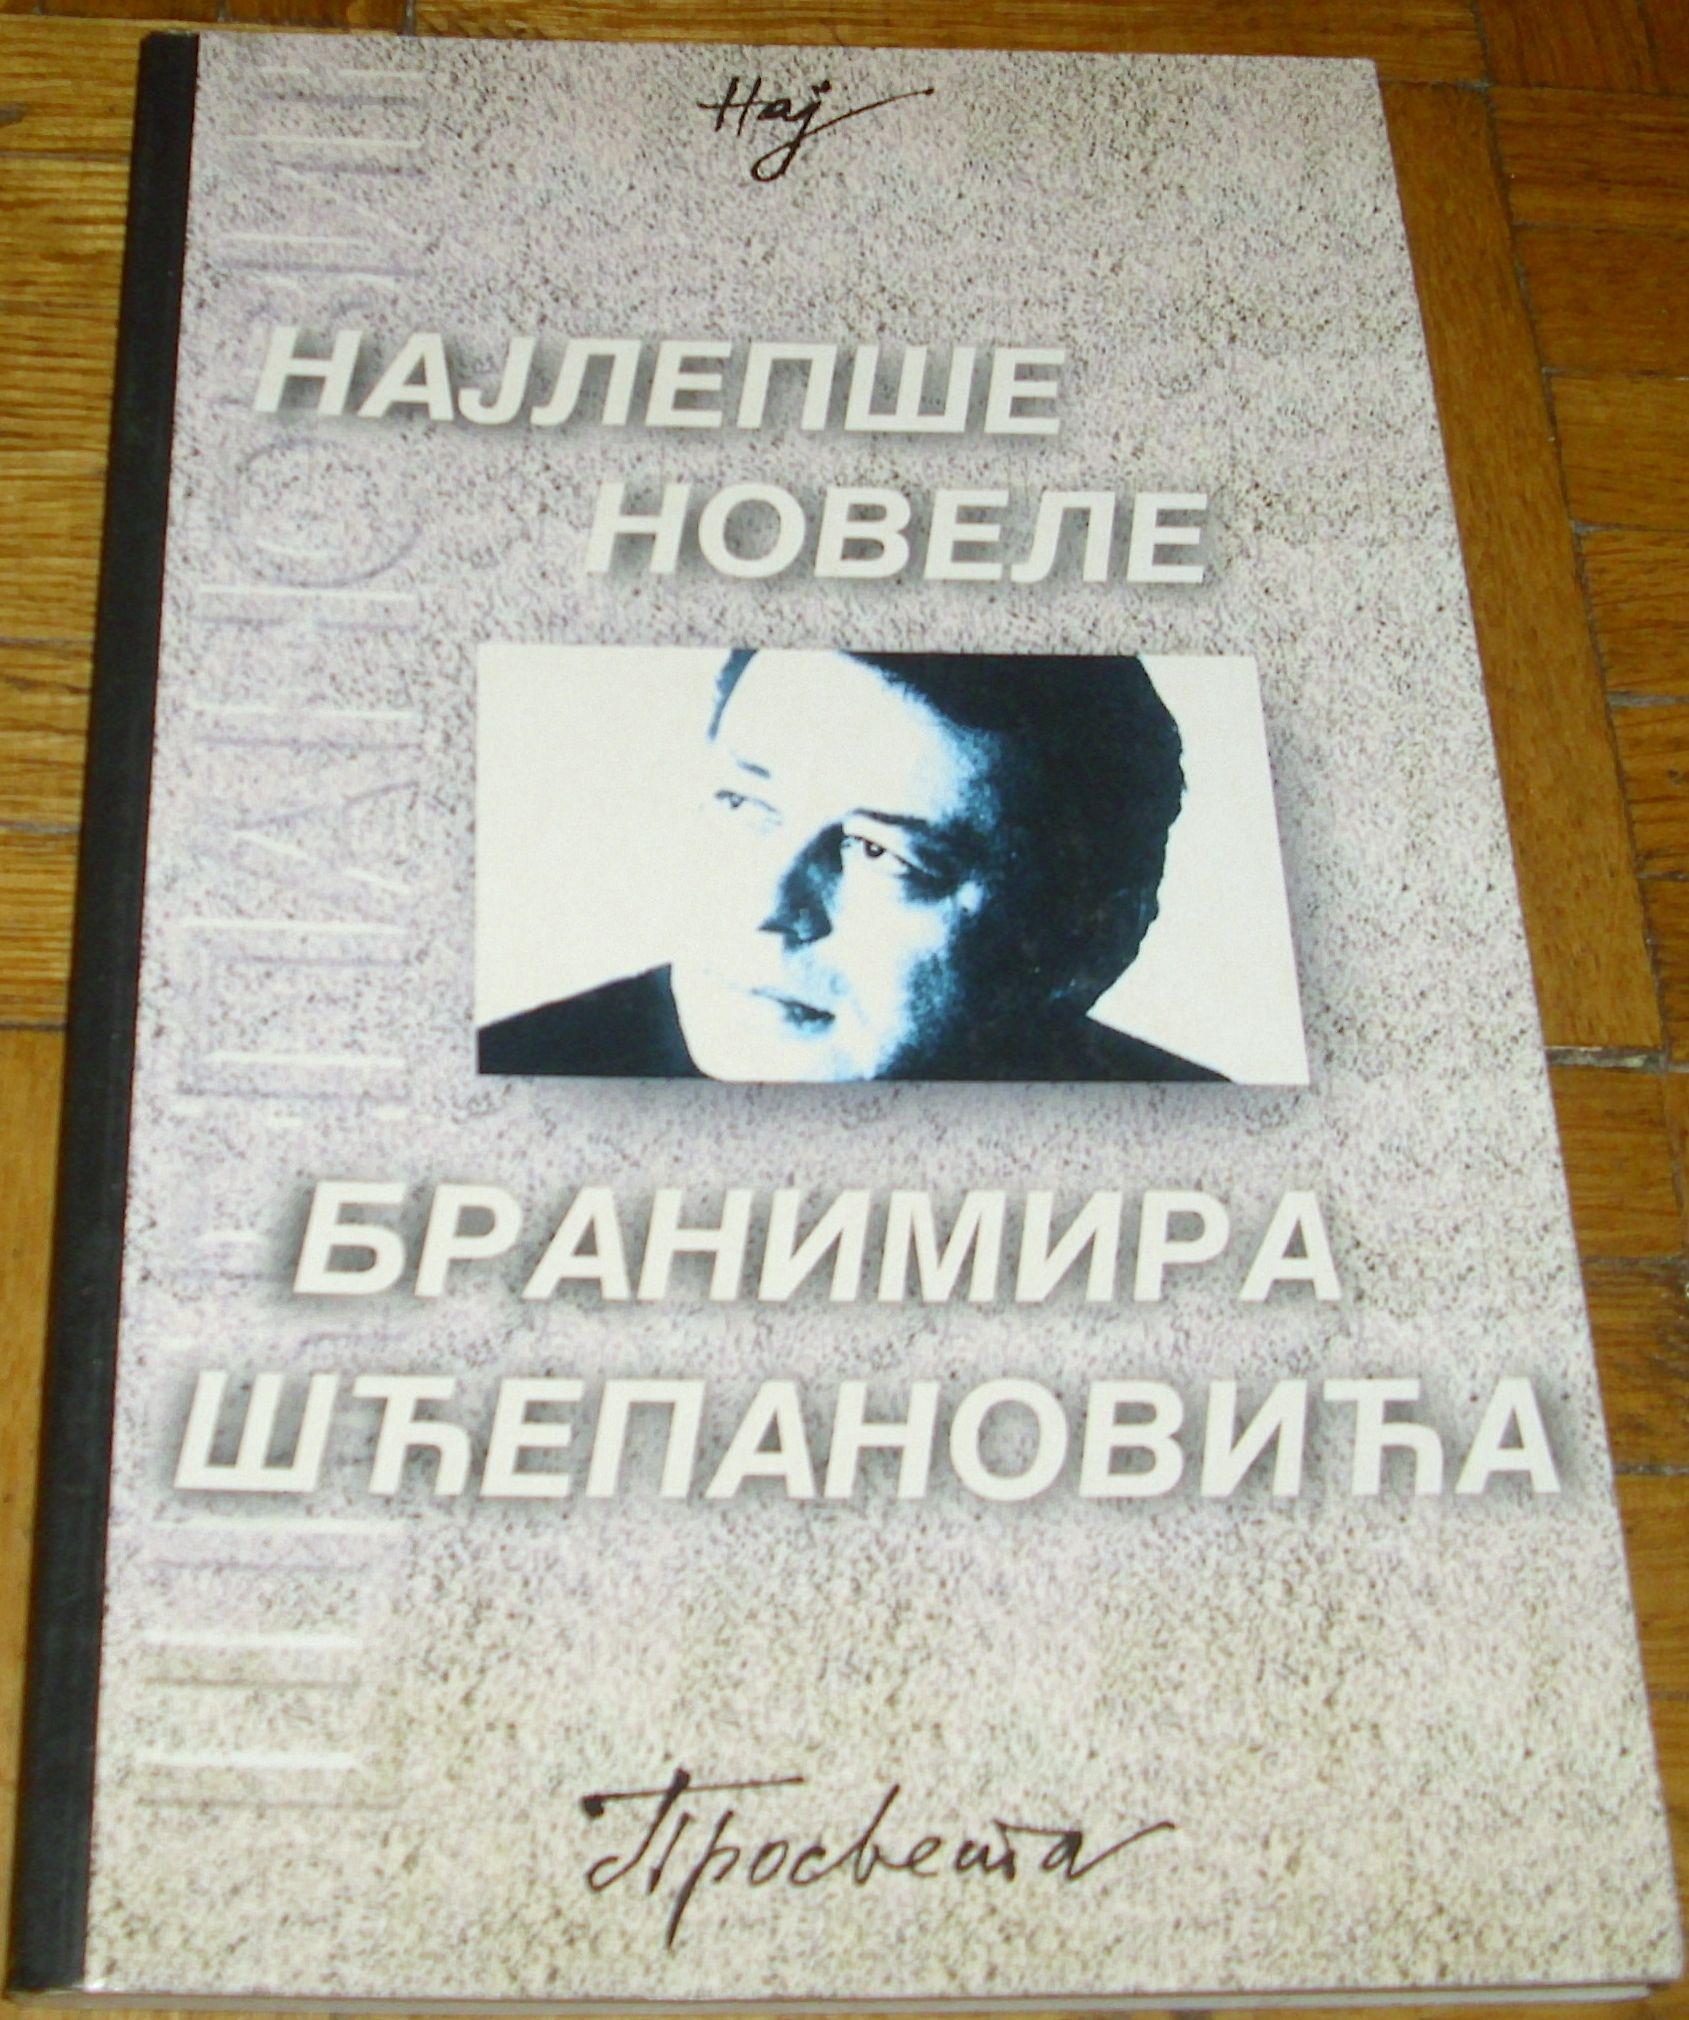 Нај
НАЈЛЕПШЕ
НОВЕЛЕ
БРАНИМИРА
ШЋЕПАНОВИЋА
Просвета